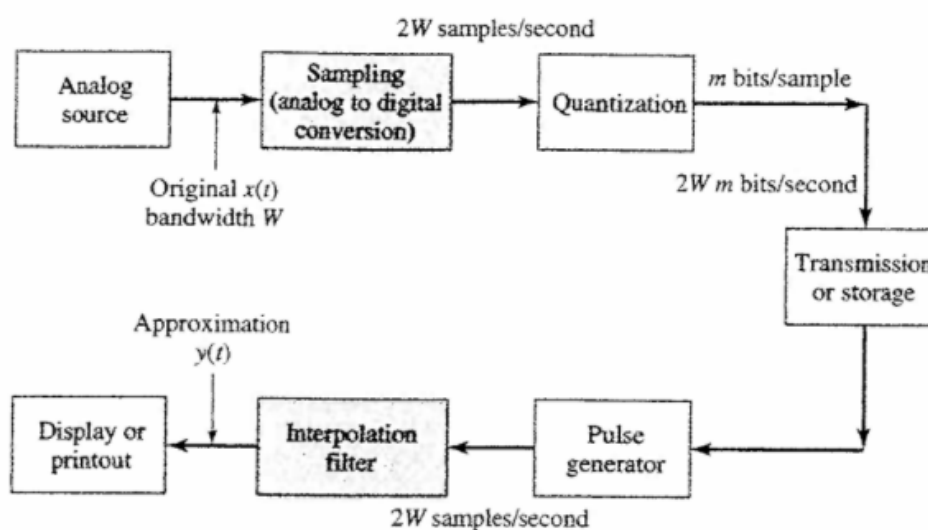 2W samples/second
Analog
source
Sampling
(analog to digital
conversion)
Quantization
m bits/sample
Original x(t)
bandwidth W
2W m bits/second
Transmission
or storage
Approximation
y(t)
Display or
printout
Interpolation
filter
Pulse
generator
2W samples/second